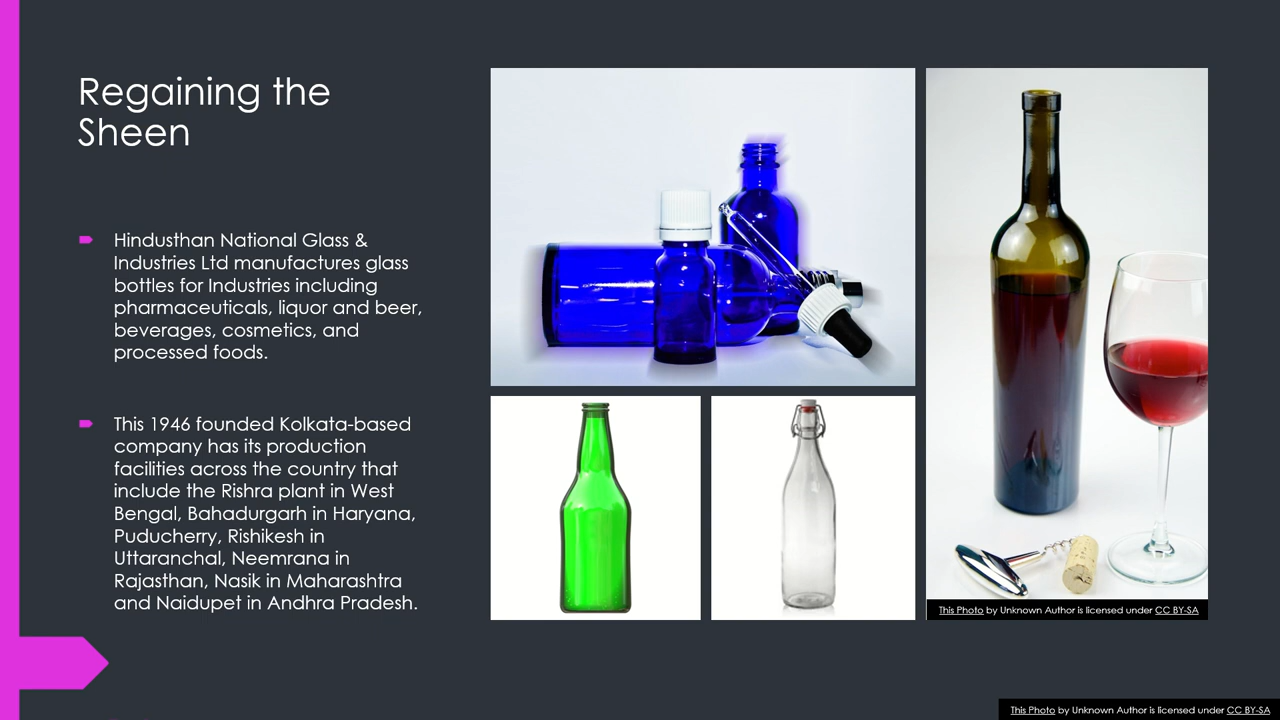 Regaining the
Sheen
Hindusthan National Glass &
Industries Ltd manufactures glass
bottles for Industries including
pharmaceuticals, liquor and beer,
beverages, cosmetics, and
processed foods.
This 1946 founded Kolkata-based
company has its production
facilities across the country that
include the Rishra plant in West
Bengal, Bahadurgarh in Haryana,
Puducherry, Rishikesh in
Uttaranchal, Neemrana in
Rajasthan, Nasik in Maharashtra
and Naidupet in Andhra Pradesh.
This Photo by Unknown Author is licensed under CC BY-SA
This Photo by Unknown Author is licensed under CC BY-SA